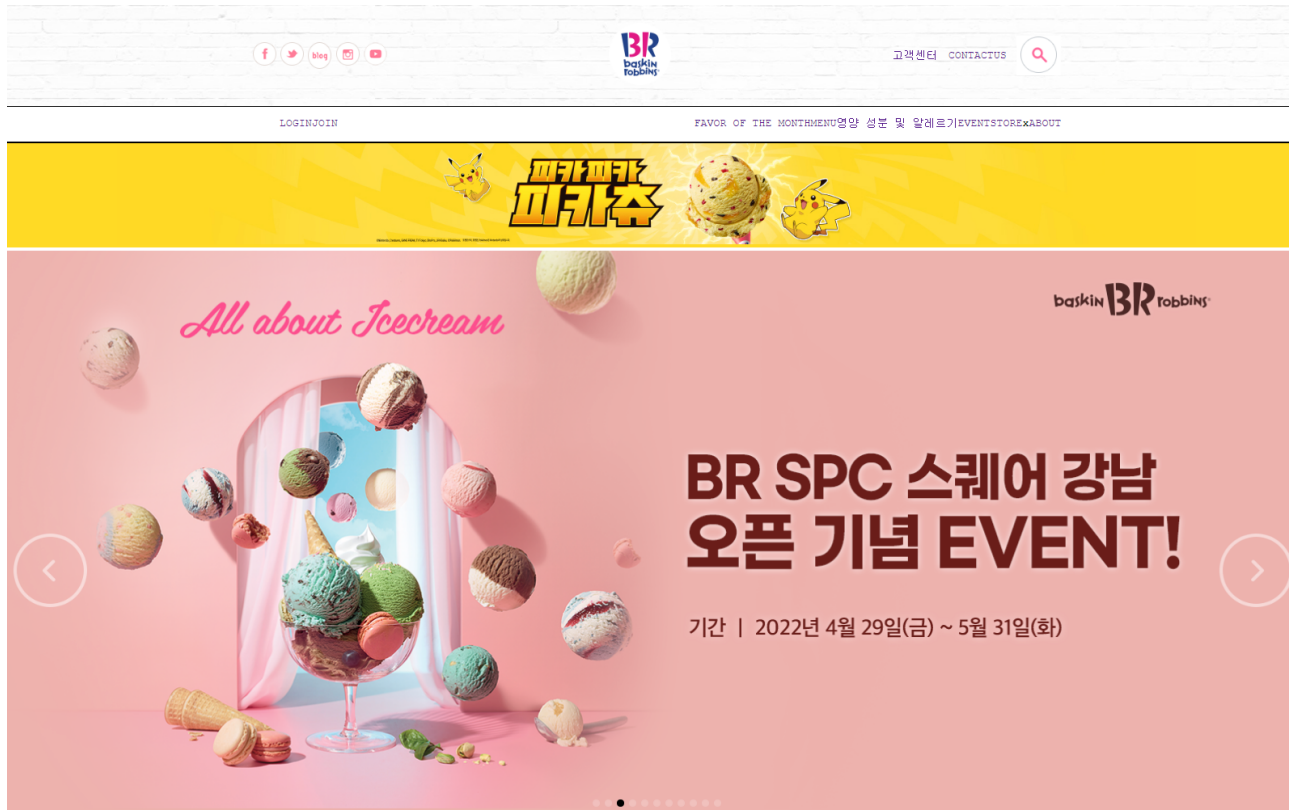 blog
BR
baskin
robbins
고객센터 CONTACTUS
LOGINJOIN
FAVOR OF THE MONTHMENU영양 성분 및 알레르기EVENTSTORExABOUT
피카피카
피카츄
All about Icecream
baskin BR robbins
BR SPC 스퀘어 강남
오픈 기념 EVENT!
기간 | 2022년 4월 29일(금) ~ 5월 31일(화)